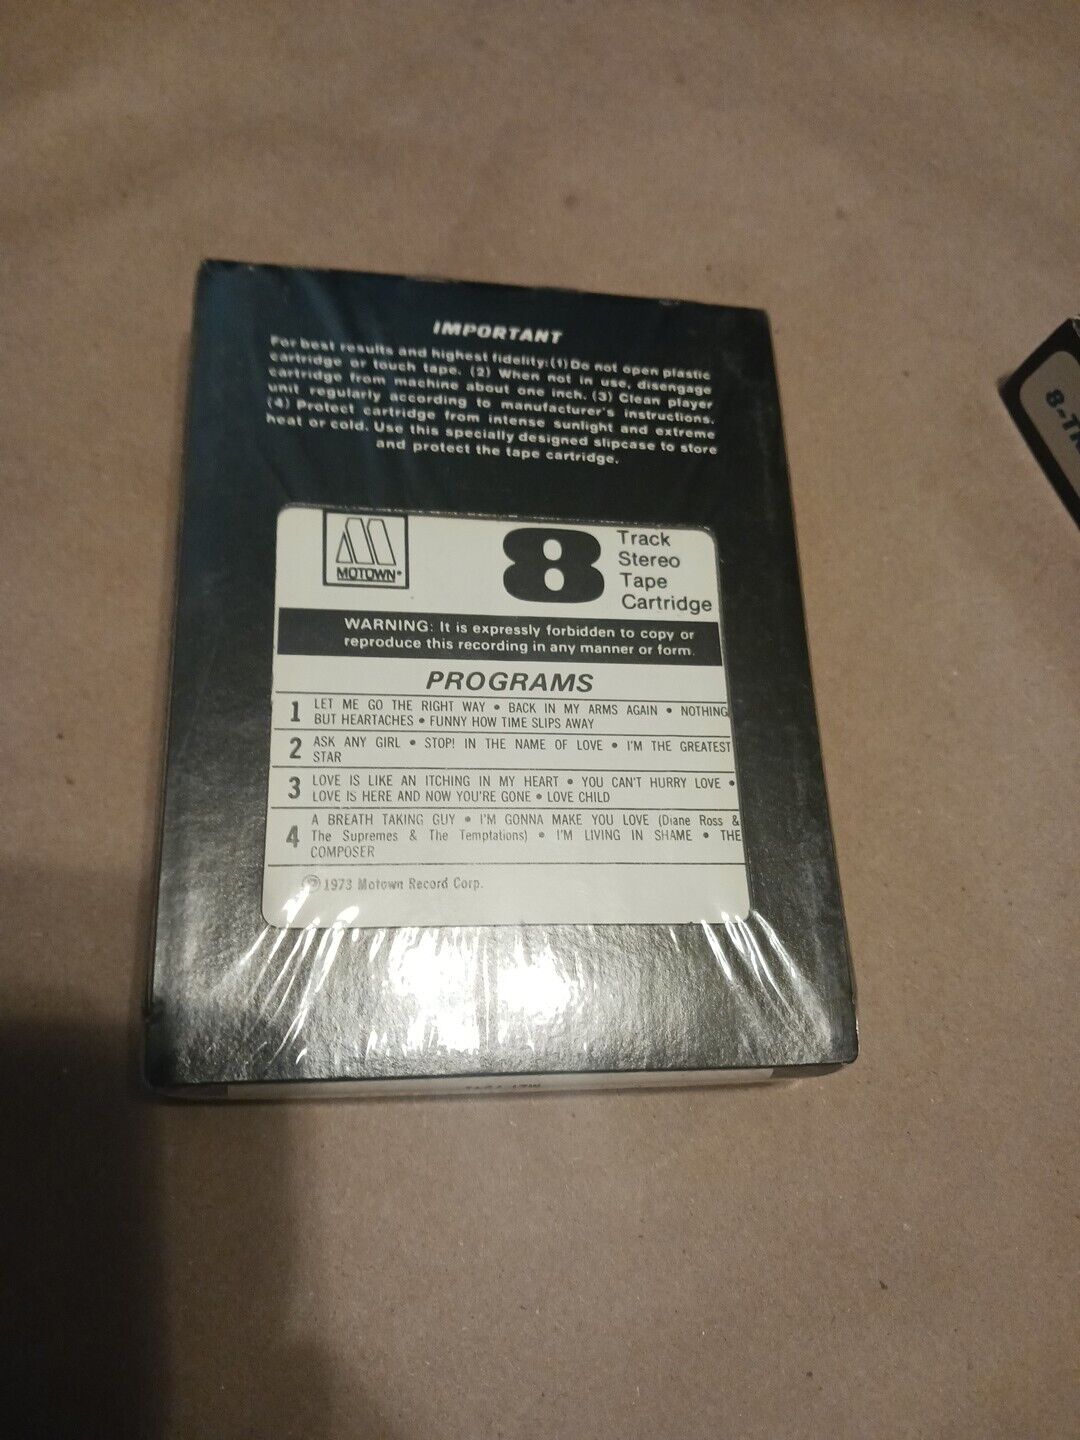 IMPORTANT
For best results and highest fidelity: (1) Do not open plastic
cartridge or touch tape. (2) When not in use, disengage
cartridge from machine about one inch. (3) Clean player
unit regularly according to manufacturer's instructions.
(4) Protect cartridge from intense sunlight and extreme
heat or cold. Use this specially designed slipcase to store
and protect the tape cartridge.
MOTOWN®
8 Track
Stereo
Tape
Cartridge
WARNING: It is expressly forbidden to copy or
reproduce this recording in any manner or form.
PROGRAMS
1 LET ME GO THE RIGHT WAY • BACK IN MY ARMS AGAIN • NOTHING
BUT HEARTACHES • FUNNY HOW TIME SLIPS AWAY
2 ASK ANY GIRL • STOP! IN THE NAME OF LOVE • I'M THE GREATEST
STAR
3 LOVE IS LIKE AN ITCHING IN MY HEART • YOU CAN'T HURRY LOVE •
LOVE IS HERE AND NOW YOU'RE GONE • LOVE CHILD
4 A BREATH TAKING GUY • I'M GONNA MAKE YOU LOVE (Diane Ross &
The Supremes & The Temptations) • I'M LIVING IN SHAME • THE
COMPOSER
℗ 1973 Motown Record Corp.